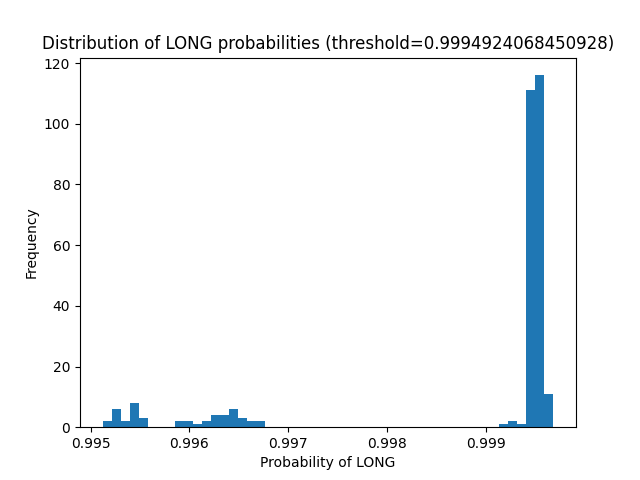 Distribution of LONG probabilities (threshold=0.9994924068450928)
120
100
80
60
40
20
0
Frequency
0.995 0.996 0.997 0.998 0.999
Probability of LONG